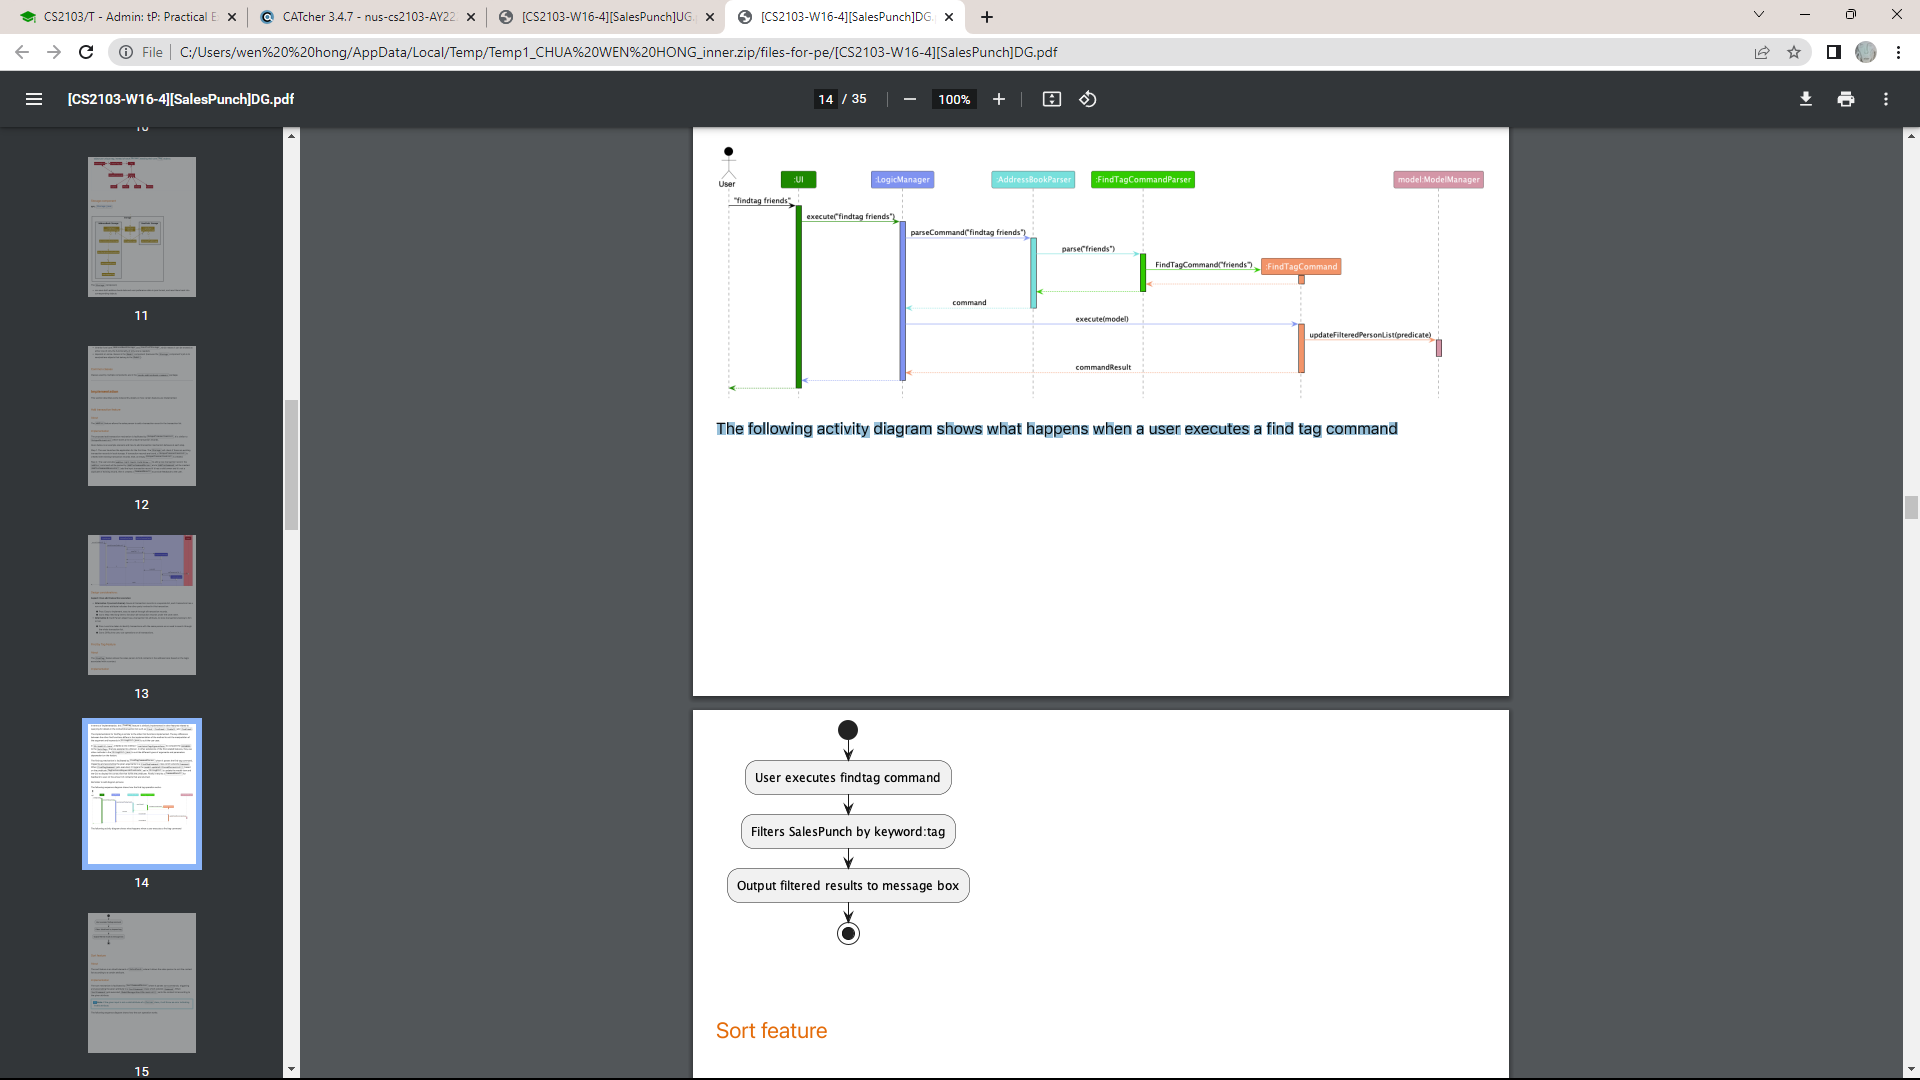 CS2103/T - Admin: tP: Practical E
CATcher 3.4.7 - nus-cs2103-AY22
[CS2103-W16-4][SalesPunch]UG.
[CS2103-W16-4][SalesPunch]DG.
File
C:/Users/wen%20%20hong/AppData/Local/Temp/Temp1_CHUA%20WEN%20HONG_inner.zip/files-for-pe/[CS2103-W16-4][SalesPunch]DG.pdf
[CS2103-W16-4][SalesPunch]DG.pdf
14 / 35
100%
11
12
13
14
15
User
:UI
:LogicManager
:AddressBookParser
:FindTagCommandParser
model:ModelManager
"findtag friends"
execute("findtag friends")
parseCommand("findtag friends")
parse("friends")
FindTagCommand("friends")
:FindTagCommand
command
execute(model)
updateFilteredPersonList(predicate)
commandResult
The following activity diagram shows what happens when a user executes a find tag command
User executes findtag command
Filters SalesPunch by keyword:tag
Output filtered results to message box
Sort feature